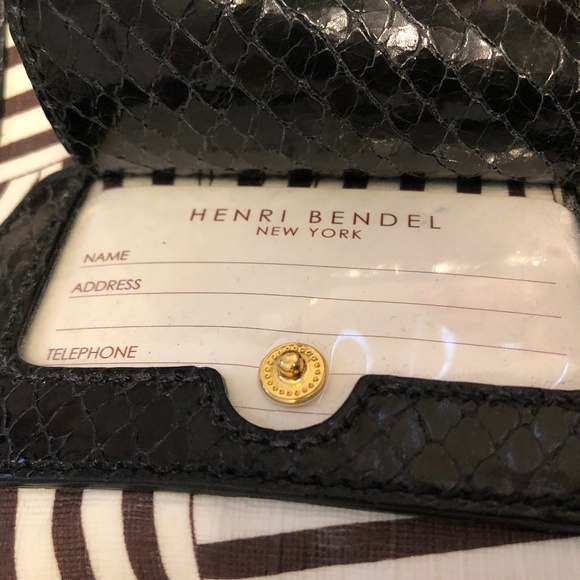 HENRI BENDEL
NEW YORK
NAME
ADDRESS
TELEPHONE